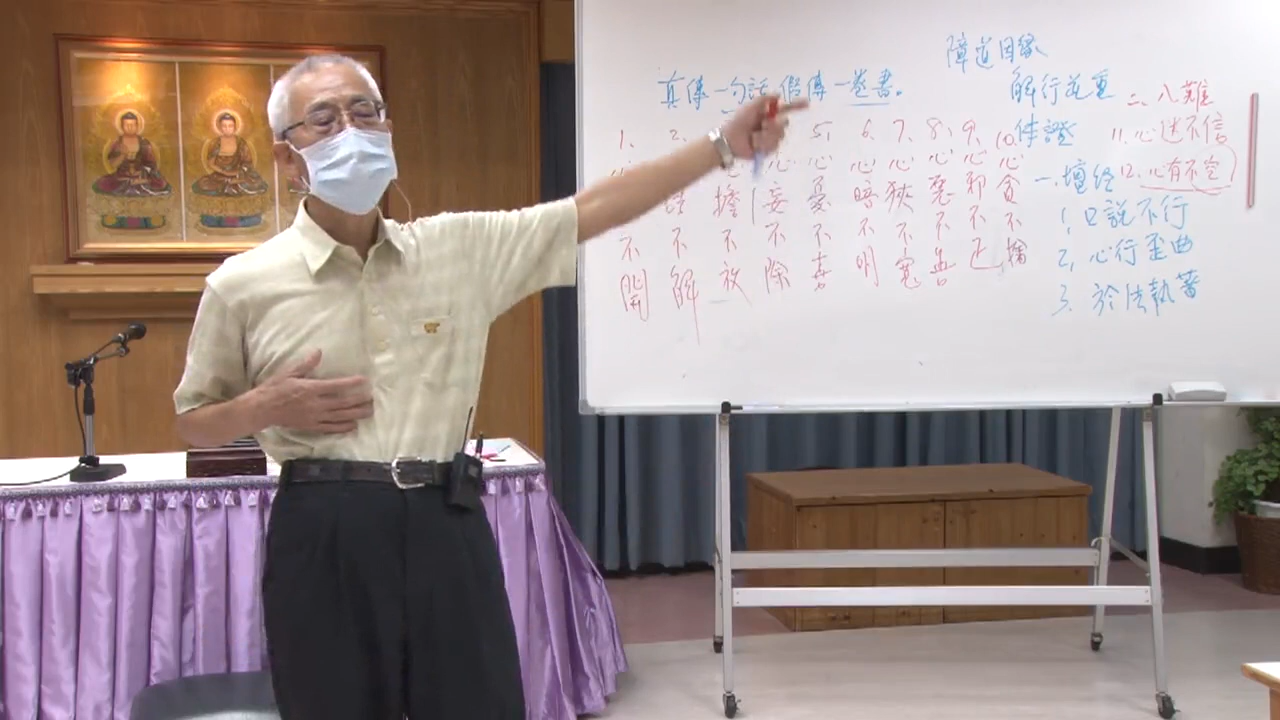 障道因緣
真傳一句話 假傳一卷書。
解行並重
體證
1. 2. 5. 6. 7. 8. 9. 10.
不開
不解
心擔不放
心妄不除
心憂不喜
心暗不明
心狹不寬
心惡不善
心邪不正
心貪不捨
11. 心迷不信
12. 心有不空
一、壇經
1. 口說不行
2. 心行歪曲
3. 於法執著
二、八難